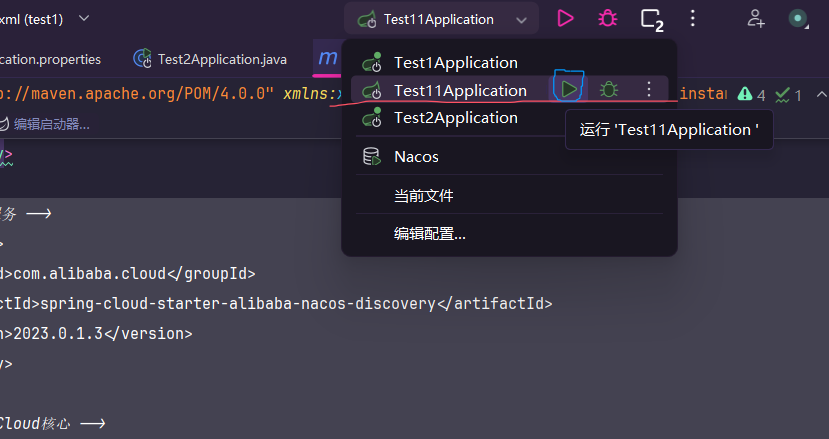 xml (test1)
Test11Application
2
cation.properties
Test2Application.java
m
Test1Application
Test11Application
Test2Application
运行 'Test11Application '
Nacos
当前文件
编辑配置...
o://maven.apache.org/POM/4.0.0" xmlns:x
instan
4
1
编辑启动器...
y>
务 -->
>
d>com.alibaba.cloud</groupId>
ctId>spring-cloud-starter-alibaba-nacos-discovery</artifactId>
n>2023.0.1.3</version>
y>
Cloud核心 -->